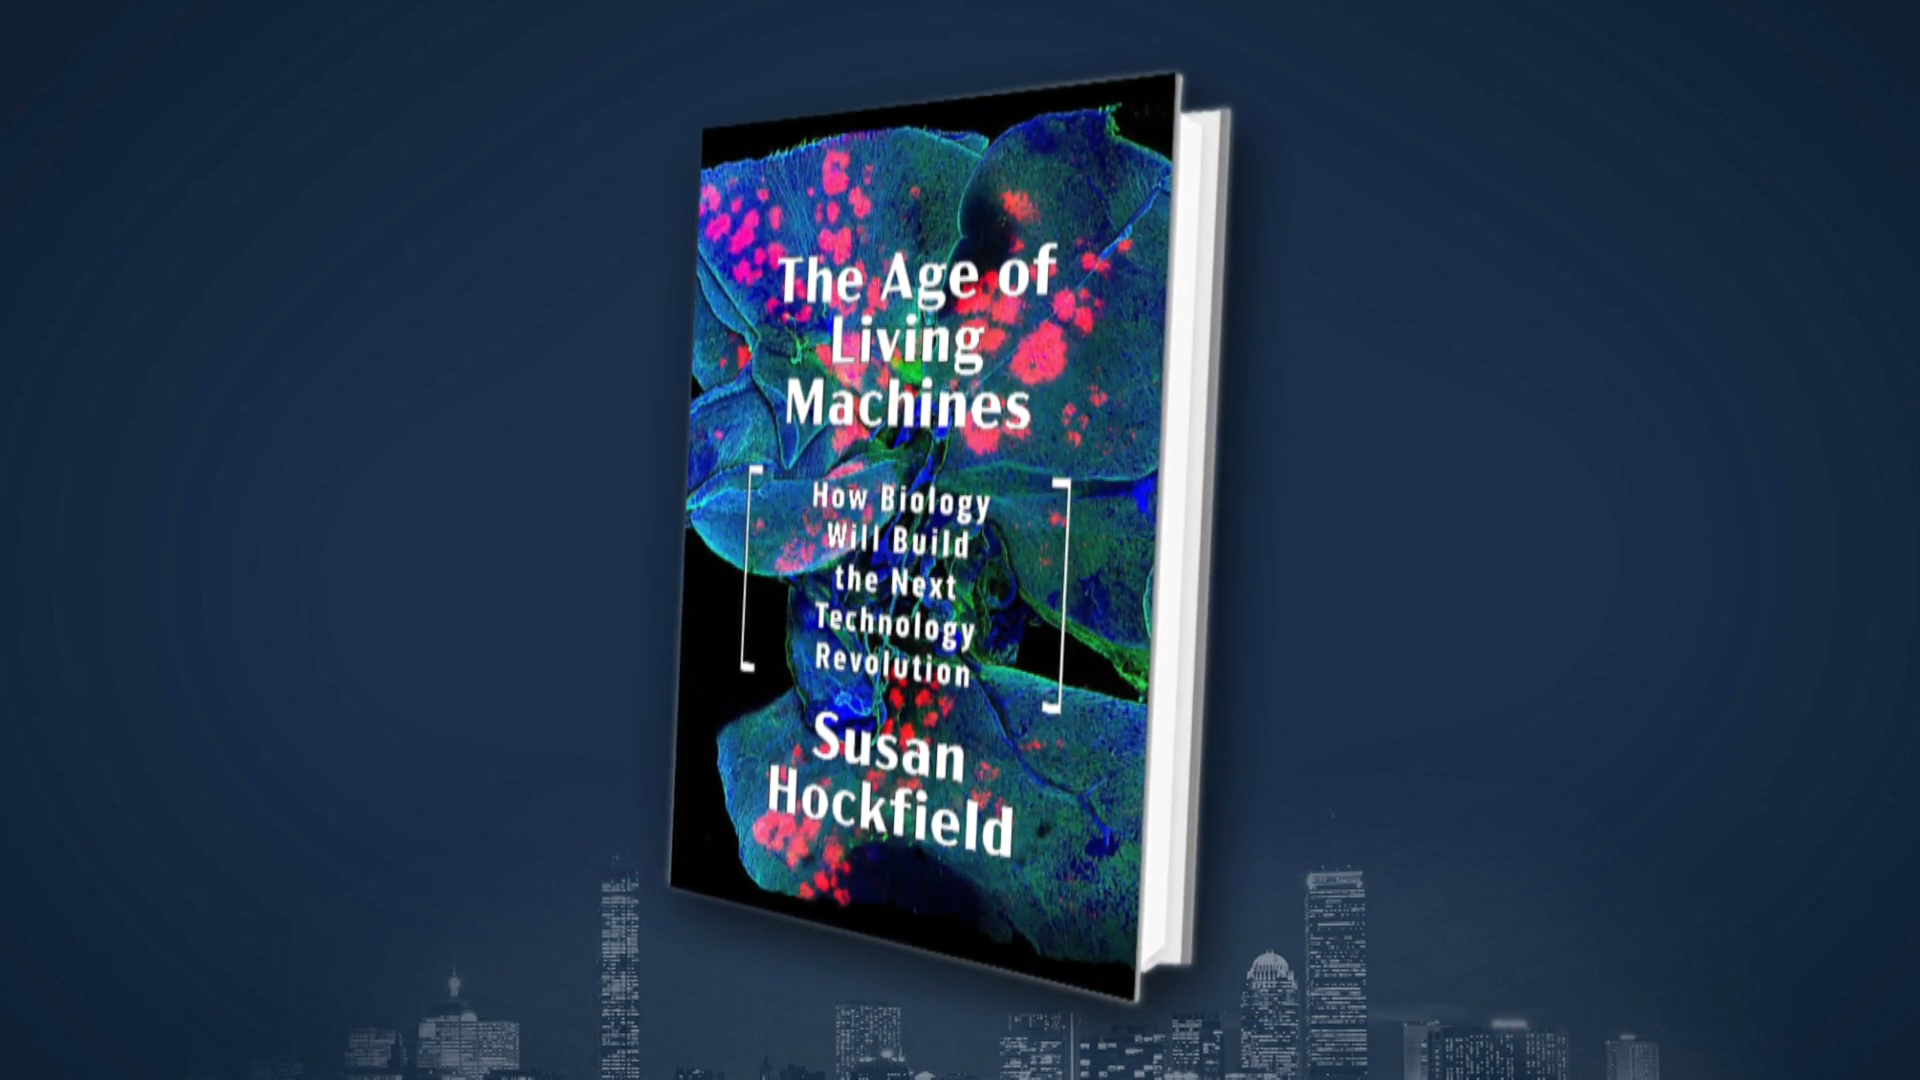 The Age of
Living
Machines
How Biology
Will Build
the Next
Technology
Revolution
Susan
Hockfield